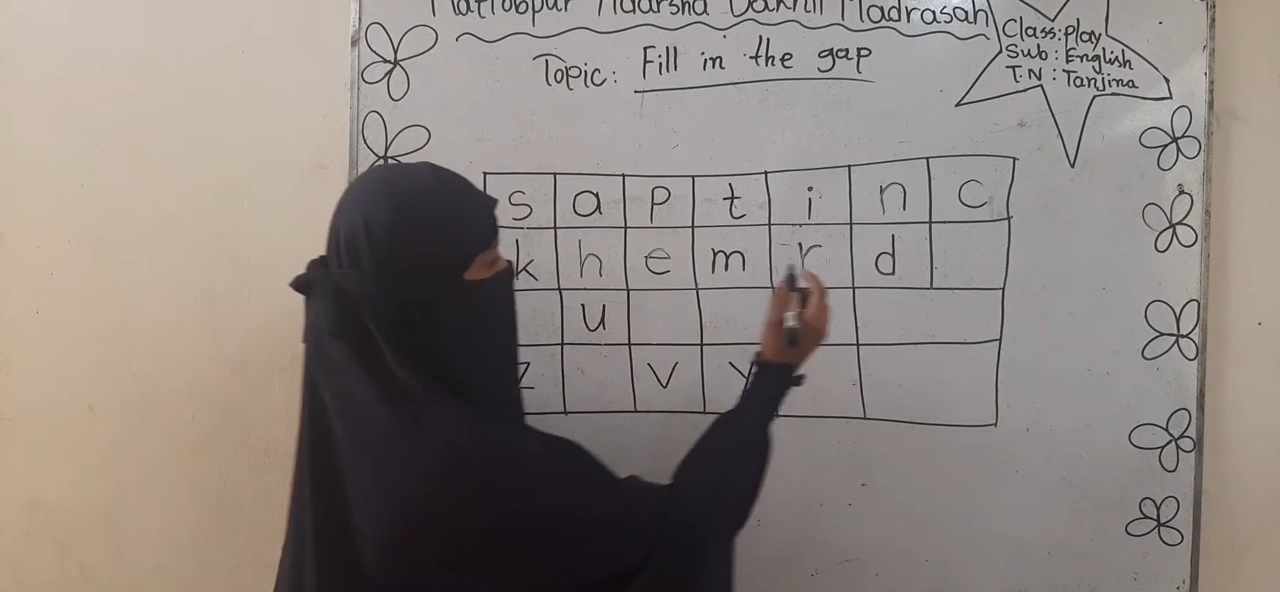 Adarsha Dakhil Madrasah
Class:play
Sub: English
T.N: Tanjina
Topic: Fill in the gap
s a p t i n c
k h e m r d
u
z v